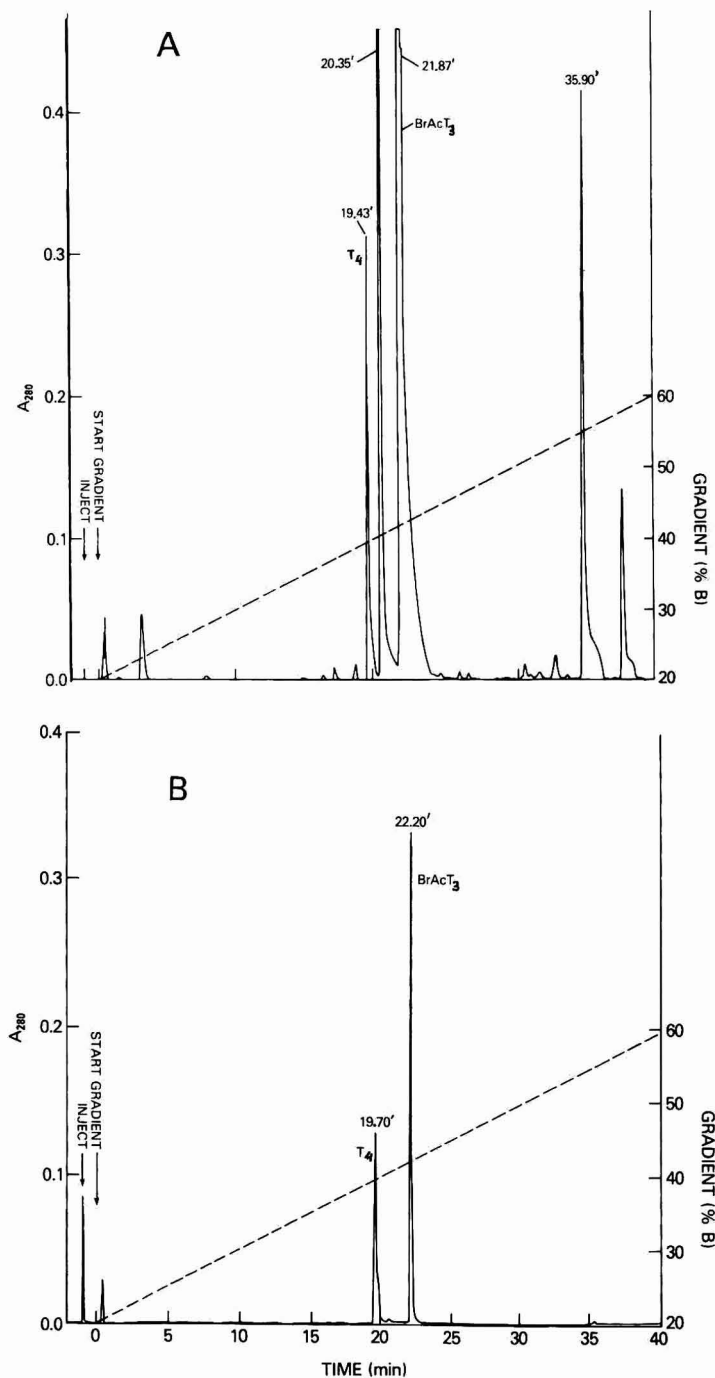 A
20.35′
21.87′
35.90′
BrAcT3
19.43′
T4
0.4
0.3
0.2
0.1
0.0
A280
INJECT
START GRADIENT
60
50
40
30
20
GRADIENT (% B)
B
22.20′
BrAcT3
19.70′
T4
0.4
0.3
0.2
0.1
0.0
A280
INJECT
START GRADIENT
60
50
40
30
20
GRADIENT (% B)
0 5 10 15 20 25 30 35 40
TIME (min)